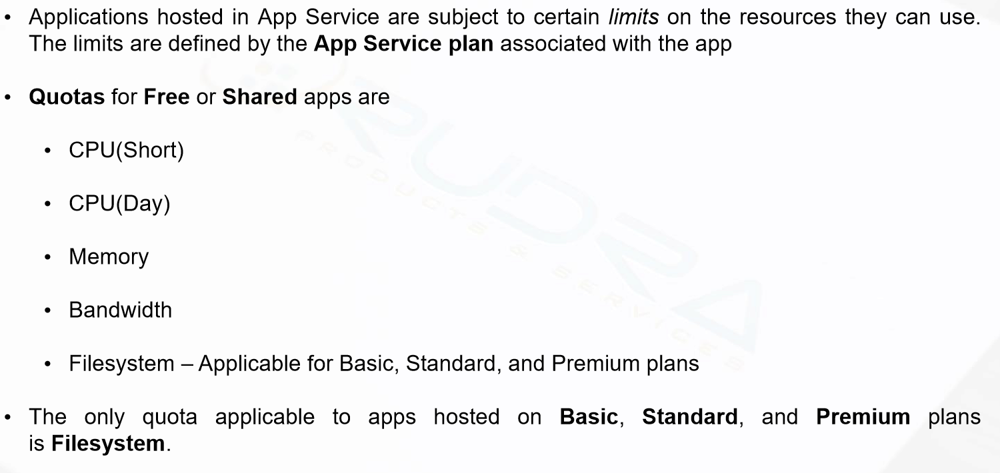 • Applications hosted in App Service are subject to certain limits on the resources they can use.
The limits are defined by the App Service plan associated with the app
• Quotas for Free or Shared apps are
• CPU(Short)
• CPU(Day)
• Memory
• Bandwidth
• Filesystem – Applicable for Basic, Standard, and Premium plans
• The only quota applicable to apps hosted on Basic, Standard, and Premium plans
is Filesystem.
RUDRA
PRODUCTS & SERVICES